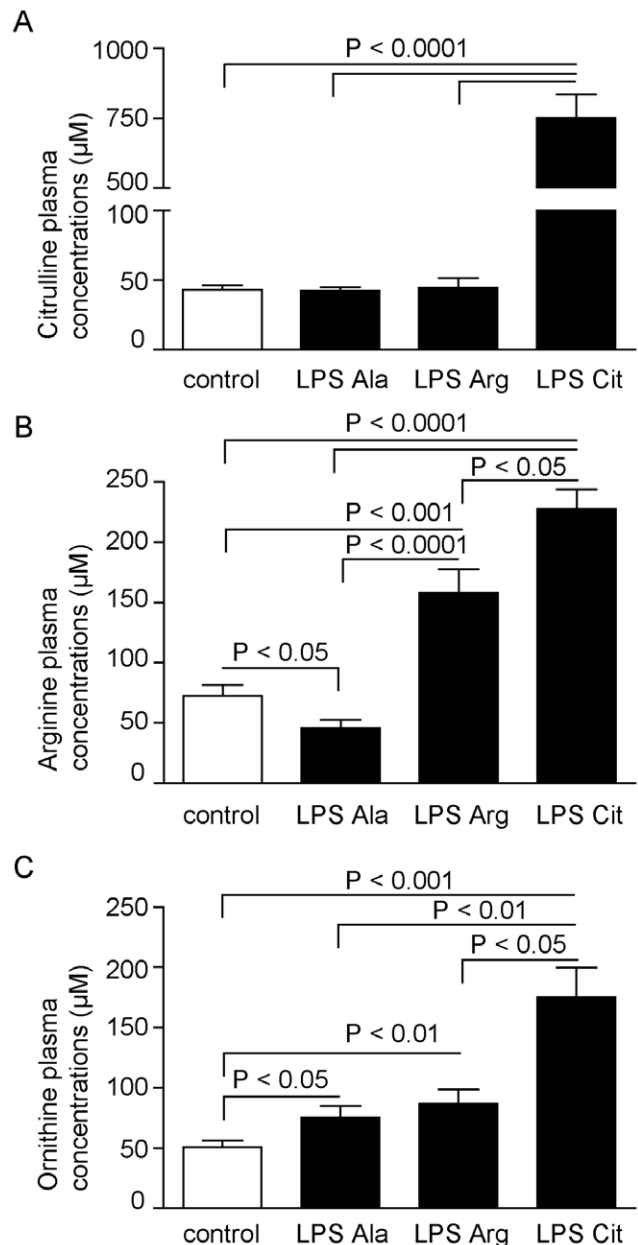 A
Citrulline plasma
concentrations (µM)
1000
750
500
100
50
0
P < 0.0001
control
LPS Ala
LPS Arg
LPS Cit
B
Arginine plasma
concentrations (µM)
250
200
150
100
50
0
P < 0.0001
P < 0.05
P < 0.001
P < 0.0001
P < 0.05
control
LPS Ala
LPS Arg
LPS Cit
C
Ornithine plasma
concentrations (µM)
250
200
150
100
50
0
P < 0.001
P < 0.01
P < 0.05
P < 0.01
P < 0.05
control
LPS Ala
LPS Arg
LPS Cit